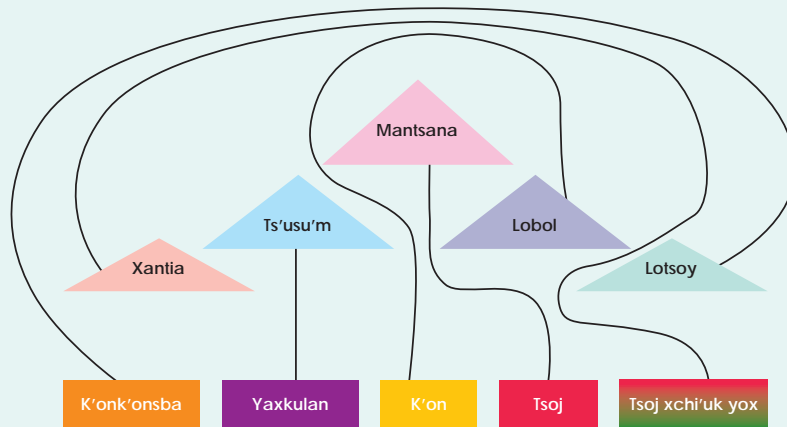 Mantsana
Ts'usu'm
Lobol
Xantia
Lotsoy
K'onk'onsba
Yaxkulan
K'on
Tsoj
Tsoj xchi'uk yox